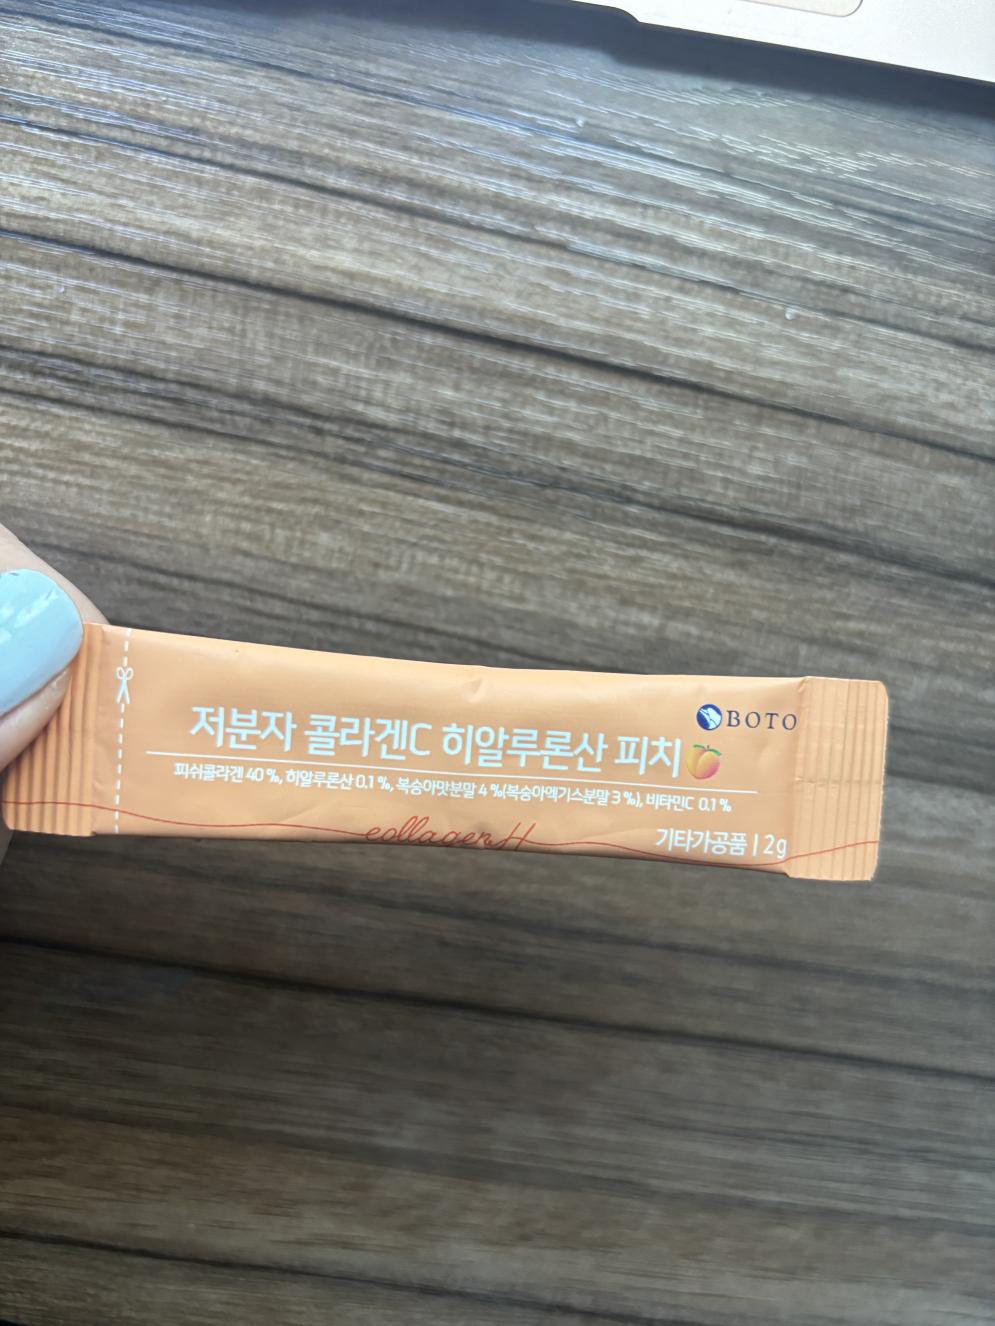 BOTO
저분자 콜라겐C 히알루론산 피치
피쉬콜라겐 40 %, 히알루론산 0.1 %, 복숭아맛분말 4 %(복숭아엑기스분말 3 %), 비타민C 0.1 %
collagen H
기타가공품 | 2g